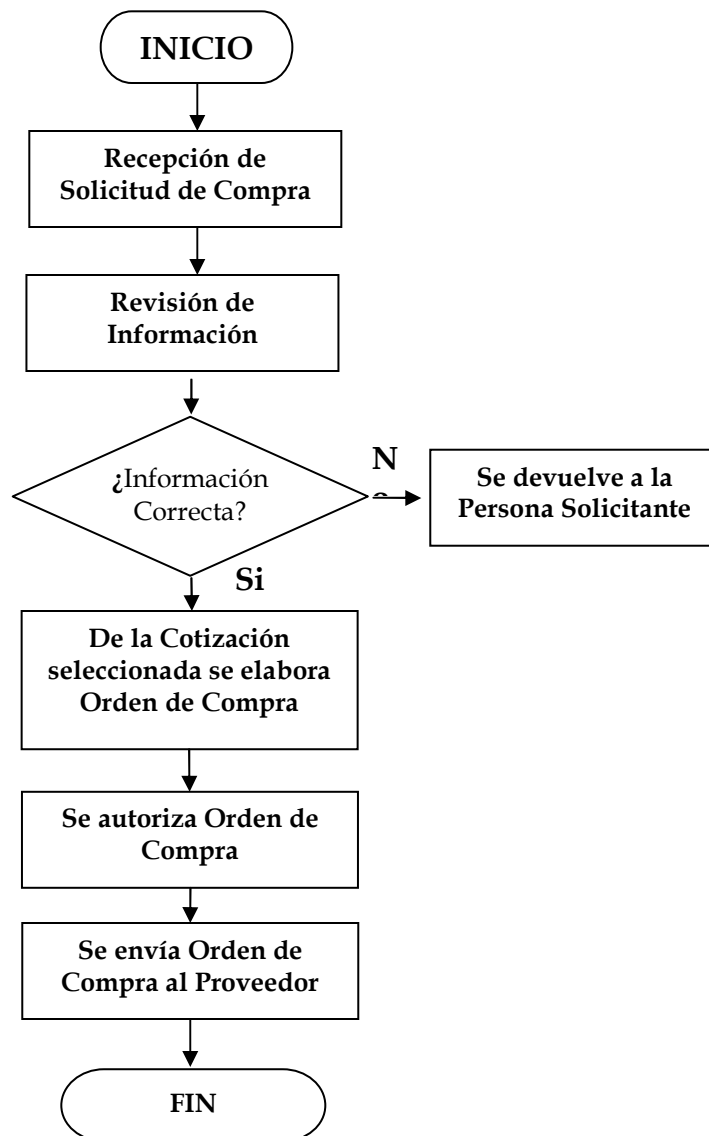 INICIO
Recepción de
Solicitud de Compra
Revisión de
Información
¿Información
Correcta?
N
Se devuelve a la
Persona Solicitante
Si
De la Cotización
seleccionada se elabora
Orden de Compra
Se autoriza Orden de
Compra
Se envía Orden de
Compra al Proveedor
FIN